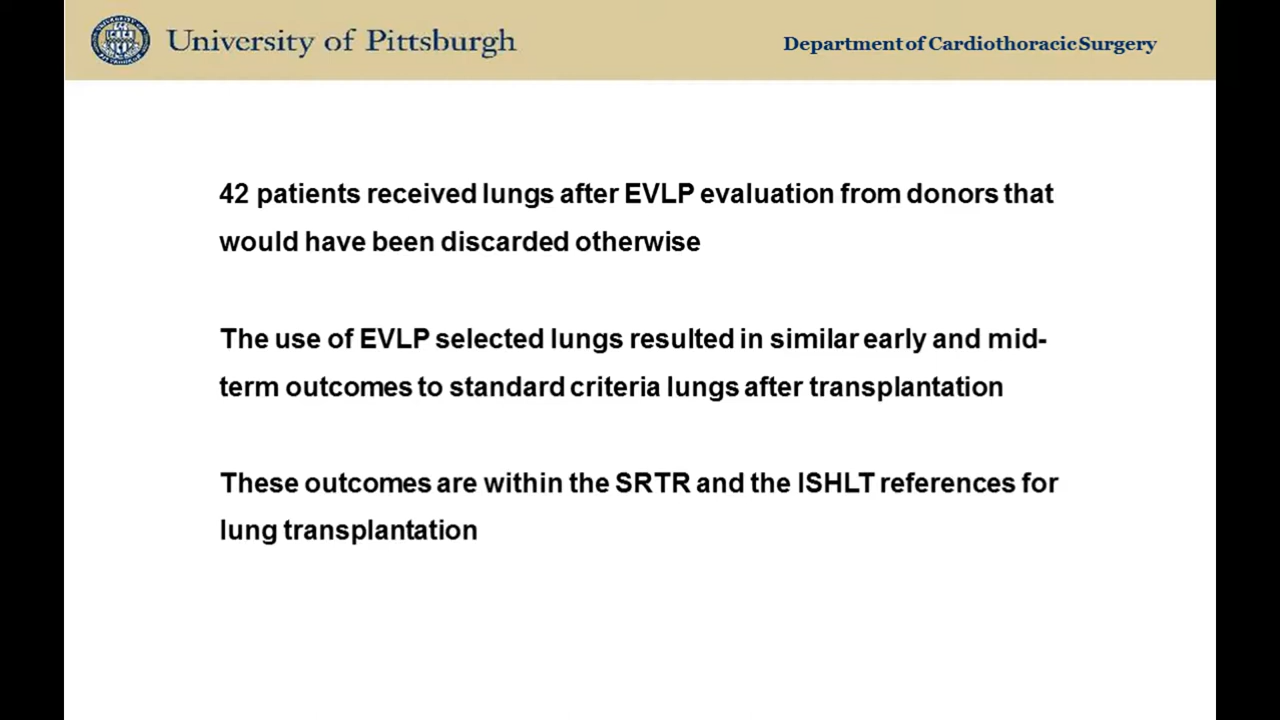 University of Pittsburgh
Department of Cardiothoracic Surgery
42 patients received lungs after EVLP evaluation from donors that
would have been discarded otherwise
The use of EVLP selected lungs resulted in similar early and mid-
term outcomes to standard criteria lungs after transplantation
These outcomes are within the SRTR and the ISHLT references for
lung transplantation